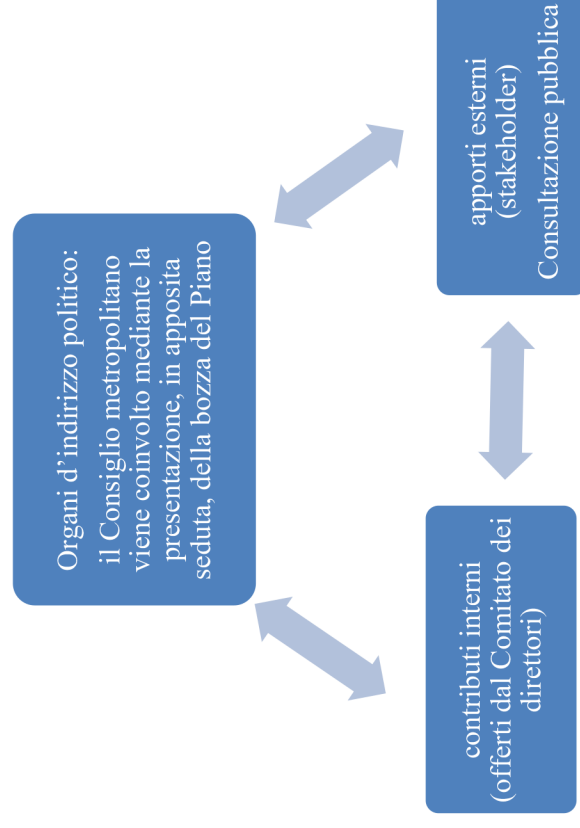 Organi d'indirizzo politico:
il Consiglio metropolitano
viene coinvolto mediante la
presentazione, in apposita
seduta, della bozza del Piano
contributi interni
(offerti dal Comitato dei
direttori)
apporti esterni
(stakeholder)
Consultazione pubblica